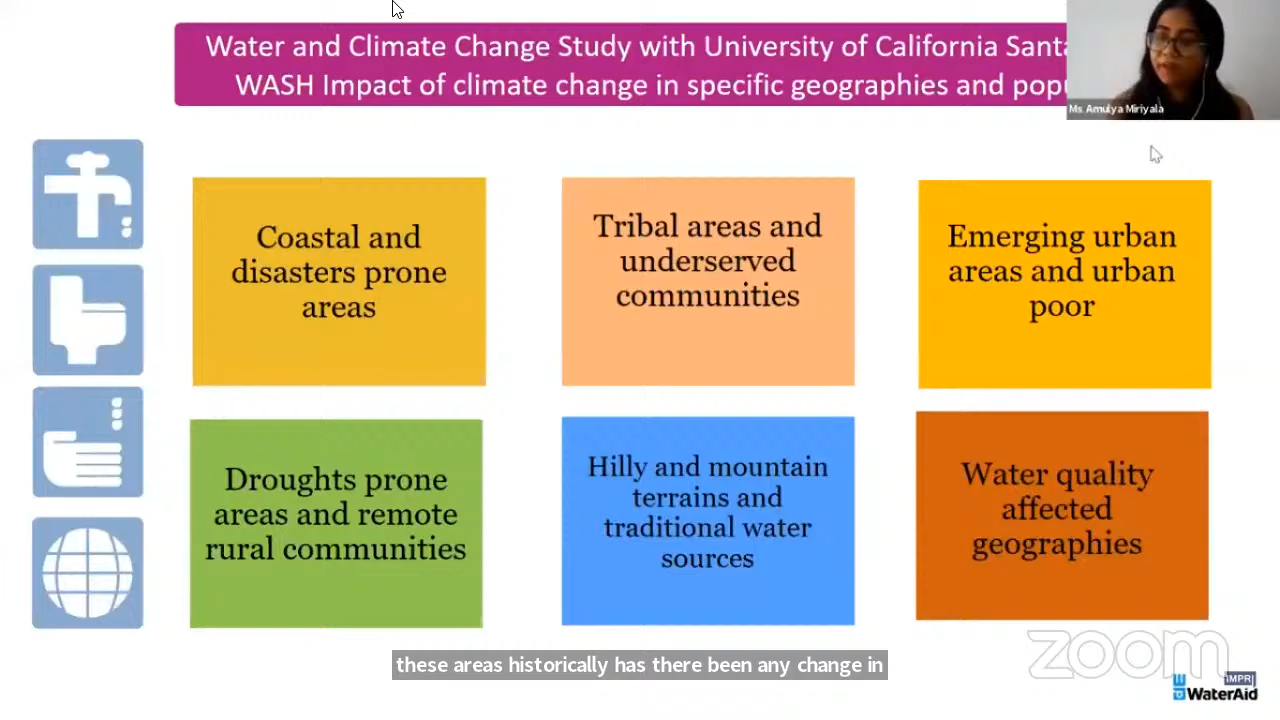 Water and Climate Change Study with University of California
WASH Impact of climate change in specific geographies and
Ms Amulya Miriyala
Coastal and
disasters prone
areas
Tribal areas and
underserved
communities
Emerging urban
areas and urban
poor
Droughts prone
areas and remote
rural communities
Hilly and mountain
terrains and
traditional water
sources
Water quality
affected
geographies
these areas historically has there been any change in
zoom
IMPRI
WaterAid